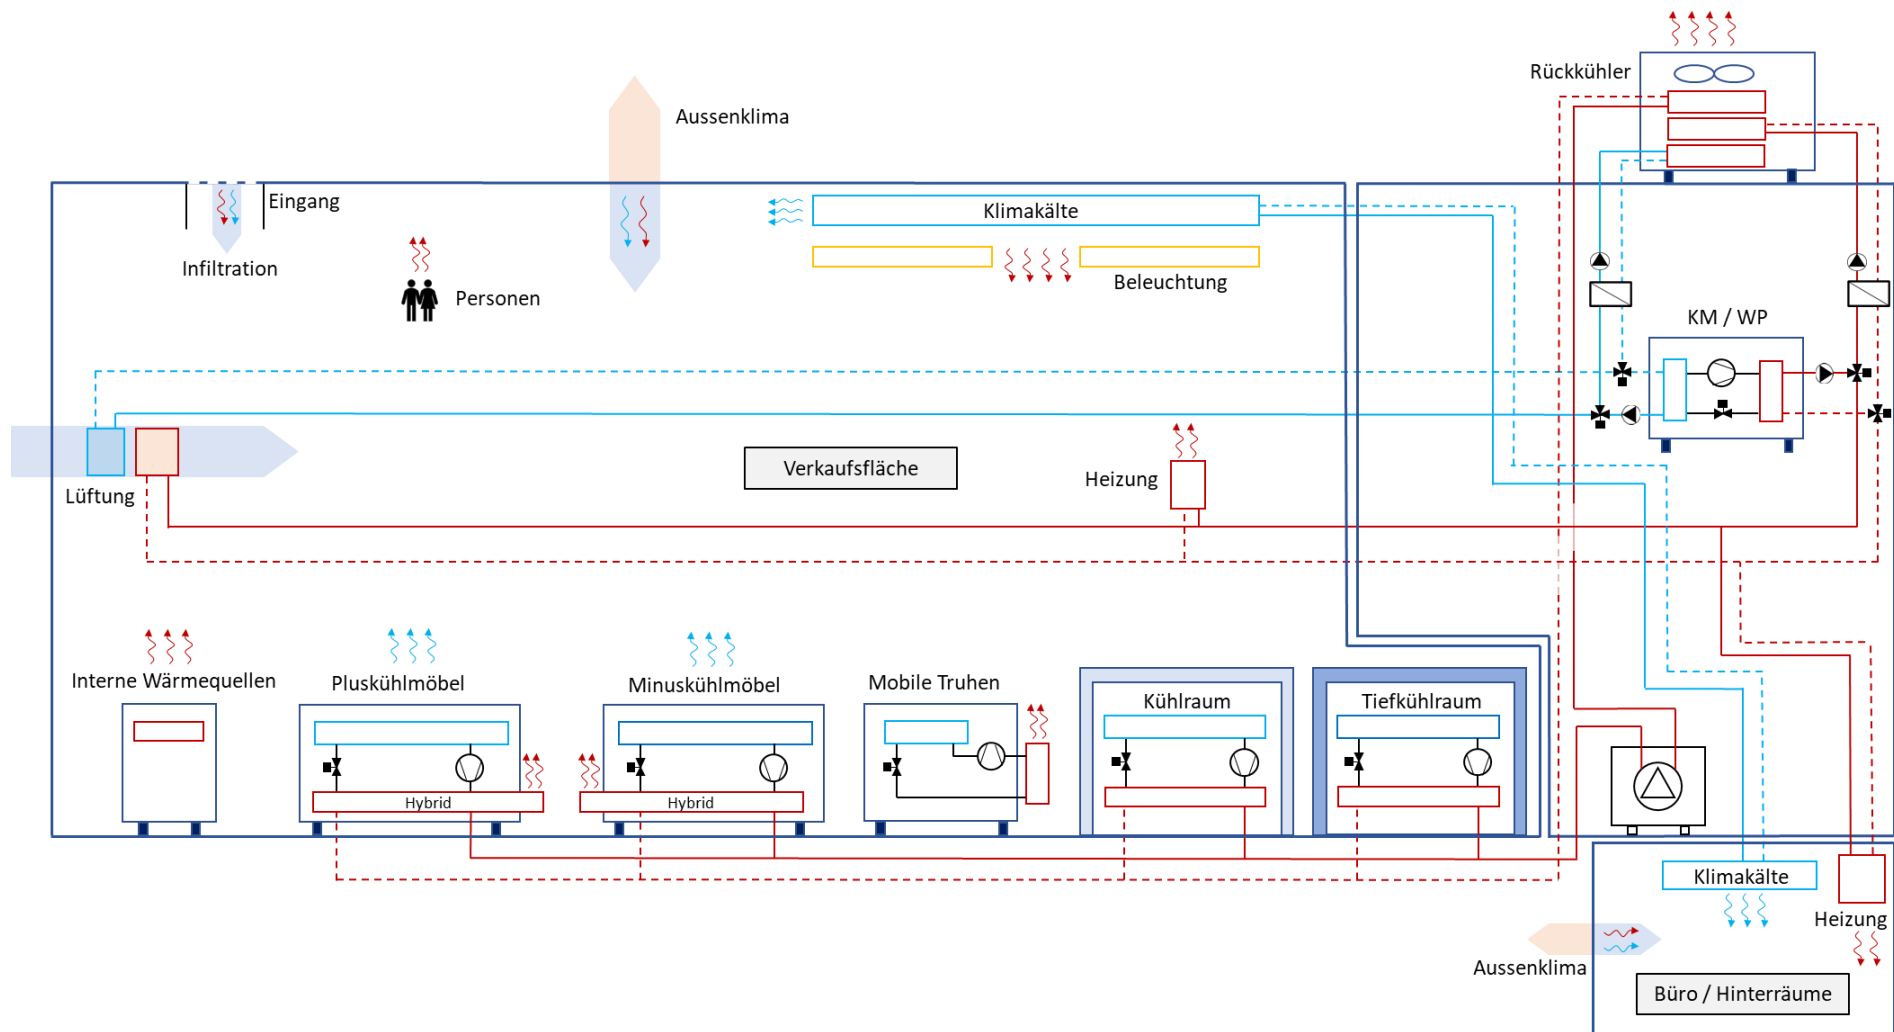 Rückkühler
Aussenklima
Eingang
Klimakälte
Infiltration
Personen
Beleuchtung
KM / WP
Verkaufsfläche
Heizung
Lüftung
Interne Wärmequellen
Pluskühlmöbel
Minuskühlmöbel
Mobile Truhen
Kühlraum
Tiefkühlraum
Hybrid
Hybrid
Klimakälte
Heizung
Aussenklima
Büro / Hinterräume